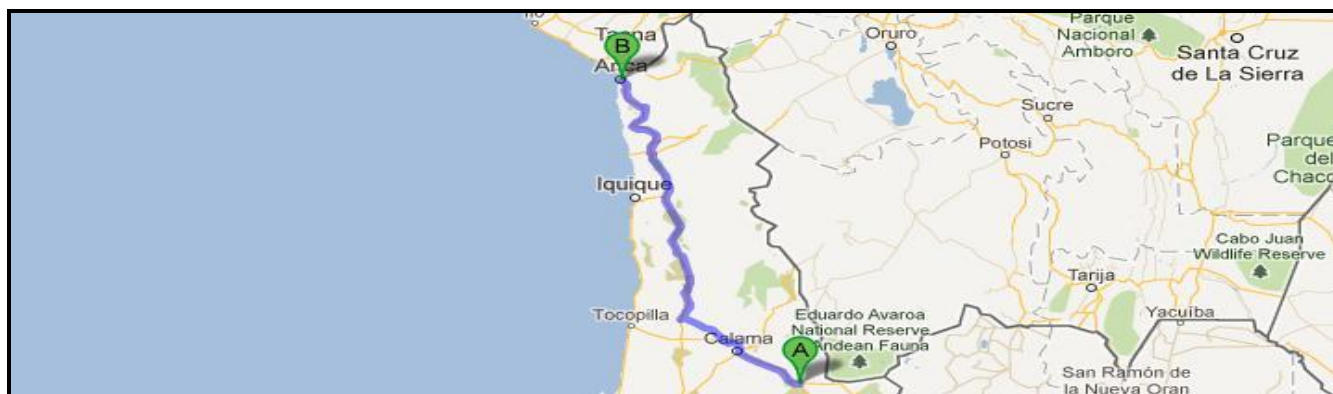 Ilo
Tacna
B
Arica
Oruro
Parque
Nacional
Amboro
Santa Cruz
de La Sierra
Sucre
Potosi
Parque
del
Chaco
Iquique
Cabo Juan
Wildlife Reserve
Tarija
Tocopilla
Yacuiba
Eduardo Avaroa
National Reserve
Andean Fauna
Calama
A
San Ramón de
la Nueva Oran